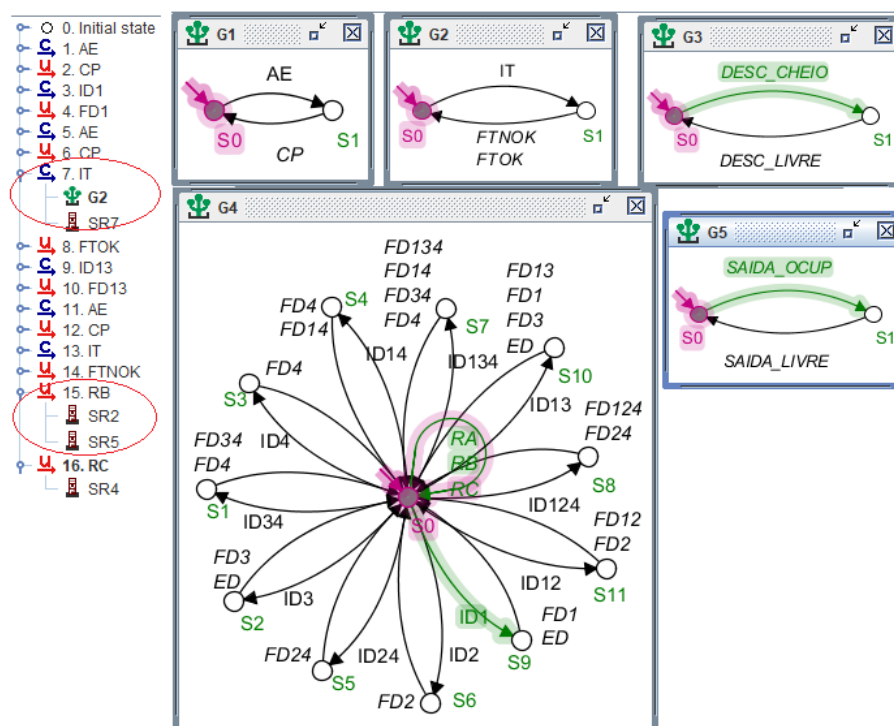 0. Initial state
1. AE
2. CP
3. ID1
4. FD1
5. AE
6. CP
7. IT
G2
SR7
8. FTOK
9. ID13
10. FD13
11. AE
12. CP
13. IT
14. FTNOK
15. RB
SR2
SR5
16. RC
SR4
G1
AE
S0
S1
CP
G2
IT
S0
S1
FTNOK
FTOK
G3
DESC_CHEIO
S0
S1
DESC_LIVRE
G4
FD134
FD14
FD34
FD4
FD13
FD1
FD3
ED
FD4
FD14
S4
S7
ID14
ID134
S10
ID13
FD4
S3
ID4
FD124
FD24
S8
ID124
RA
RB
RC
FD34
FD4
S1
ID34
S0
FD12
FD2
S11
ID12
FD3
ED
S2
ID3
ID1
FD1
ED
S9
FD24
S5
ID24
ID2
FD2
S6
G5
SAIDA_OCUP
S0
S1
SAIDA_LIVRE